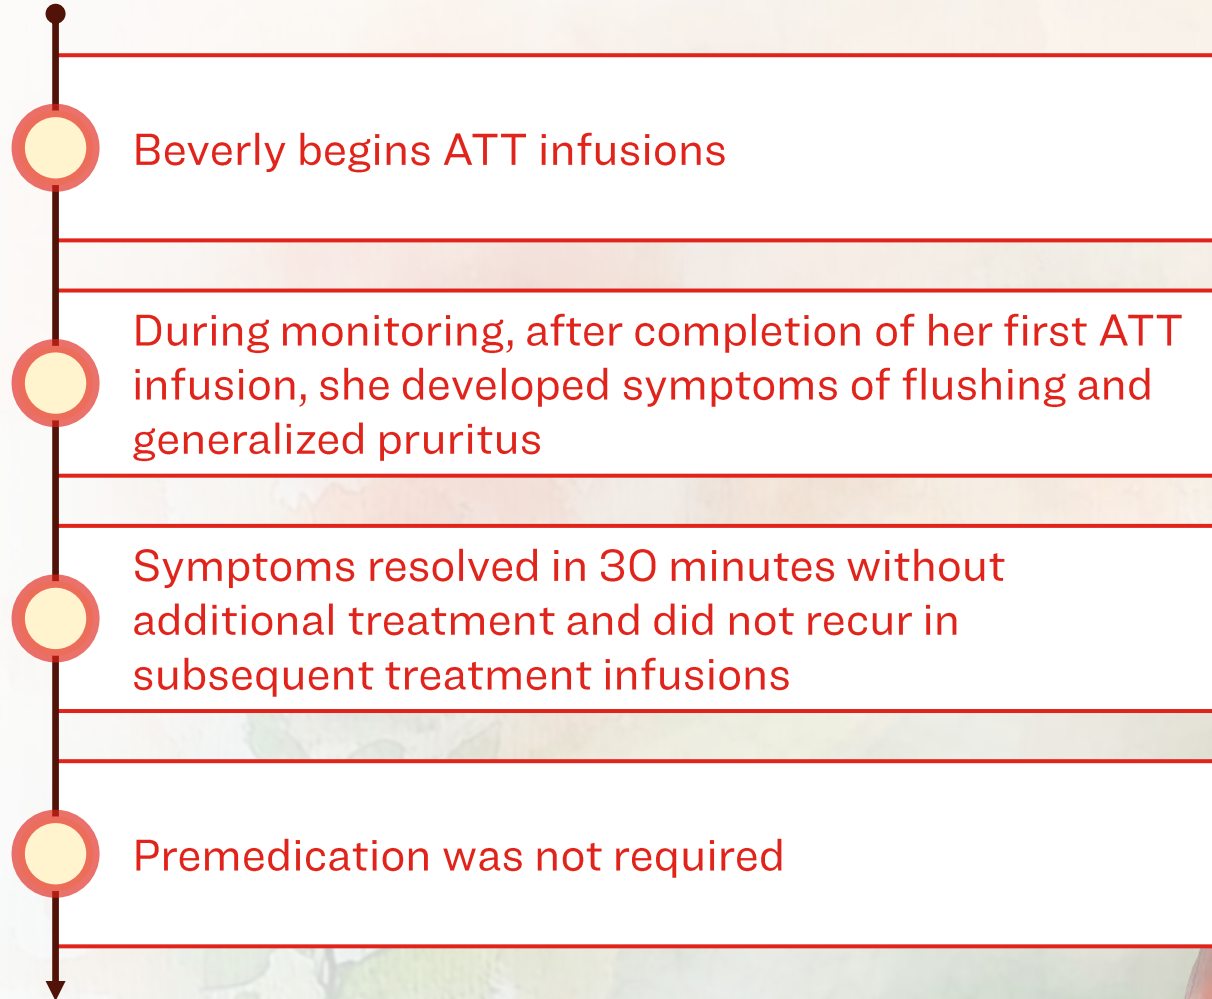 Beverly begins ATT infusions
During monitoring, after completion of her first ATT
infusion, she developed symptoms of flushing and
generalized pruritus
Symptoms resolved in 30 minutes without
additional treatment and did not recur in
subsequent treatment infusions
Premedication was not required